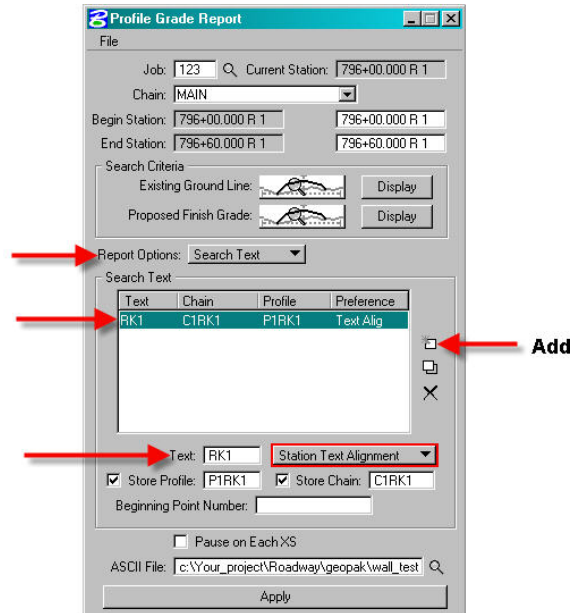 Profile Grade Report
File
Job: 123 Current Station: 796+00.000 R 1
Chain: MAIN
Begin Station: 796+00.000 R 1 796+00.000 R 1
End Station: 796+60.000 R 1 796+60.000 R 1
Search Criteria
Existing Ground Line: Display
Proposed Finish Grade: Display
Report Options: Search Text
Search Text
Text Chain Profile Preference
RK1 C1RK1 P1RK1 Text Alig
Add
Text: RK1 Station Text Alignment
Store Profile: P1RK1 Store Chain: C1RK1
Beginning Point Number:
Pause on Each XS
ASCII File: c:\Your_project\Roadway\geopak\wall_test
Apply